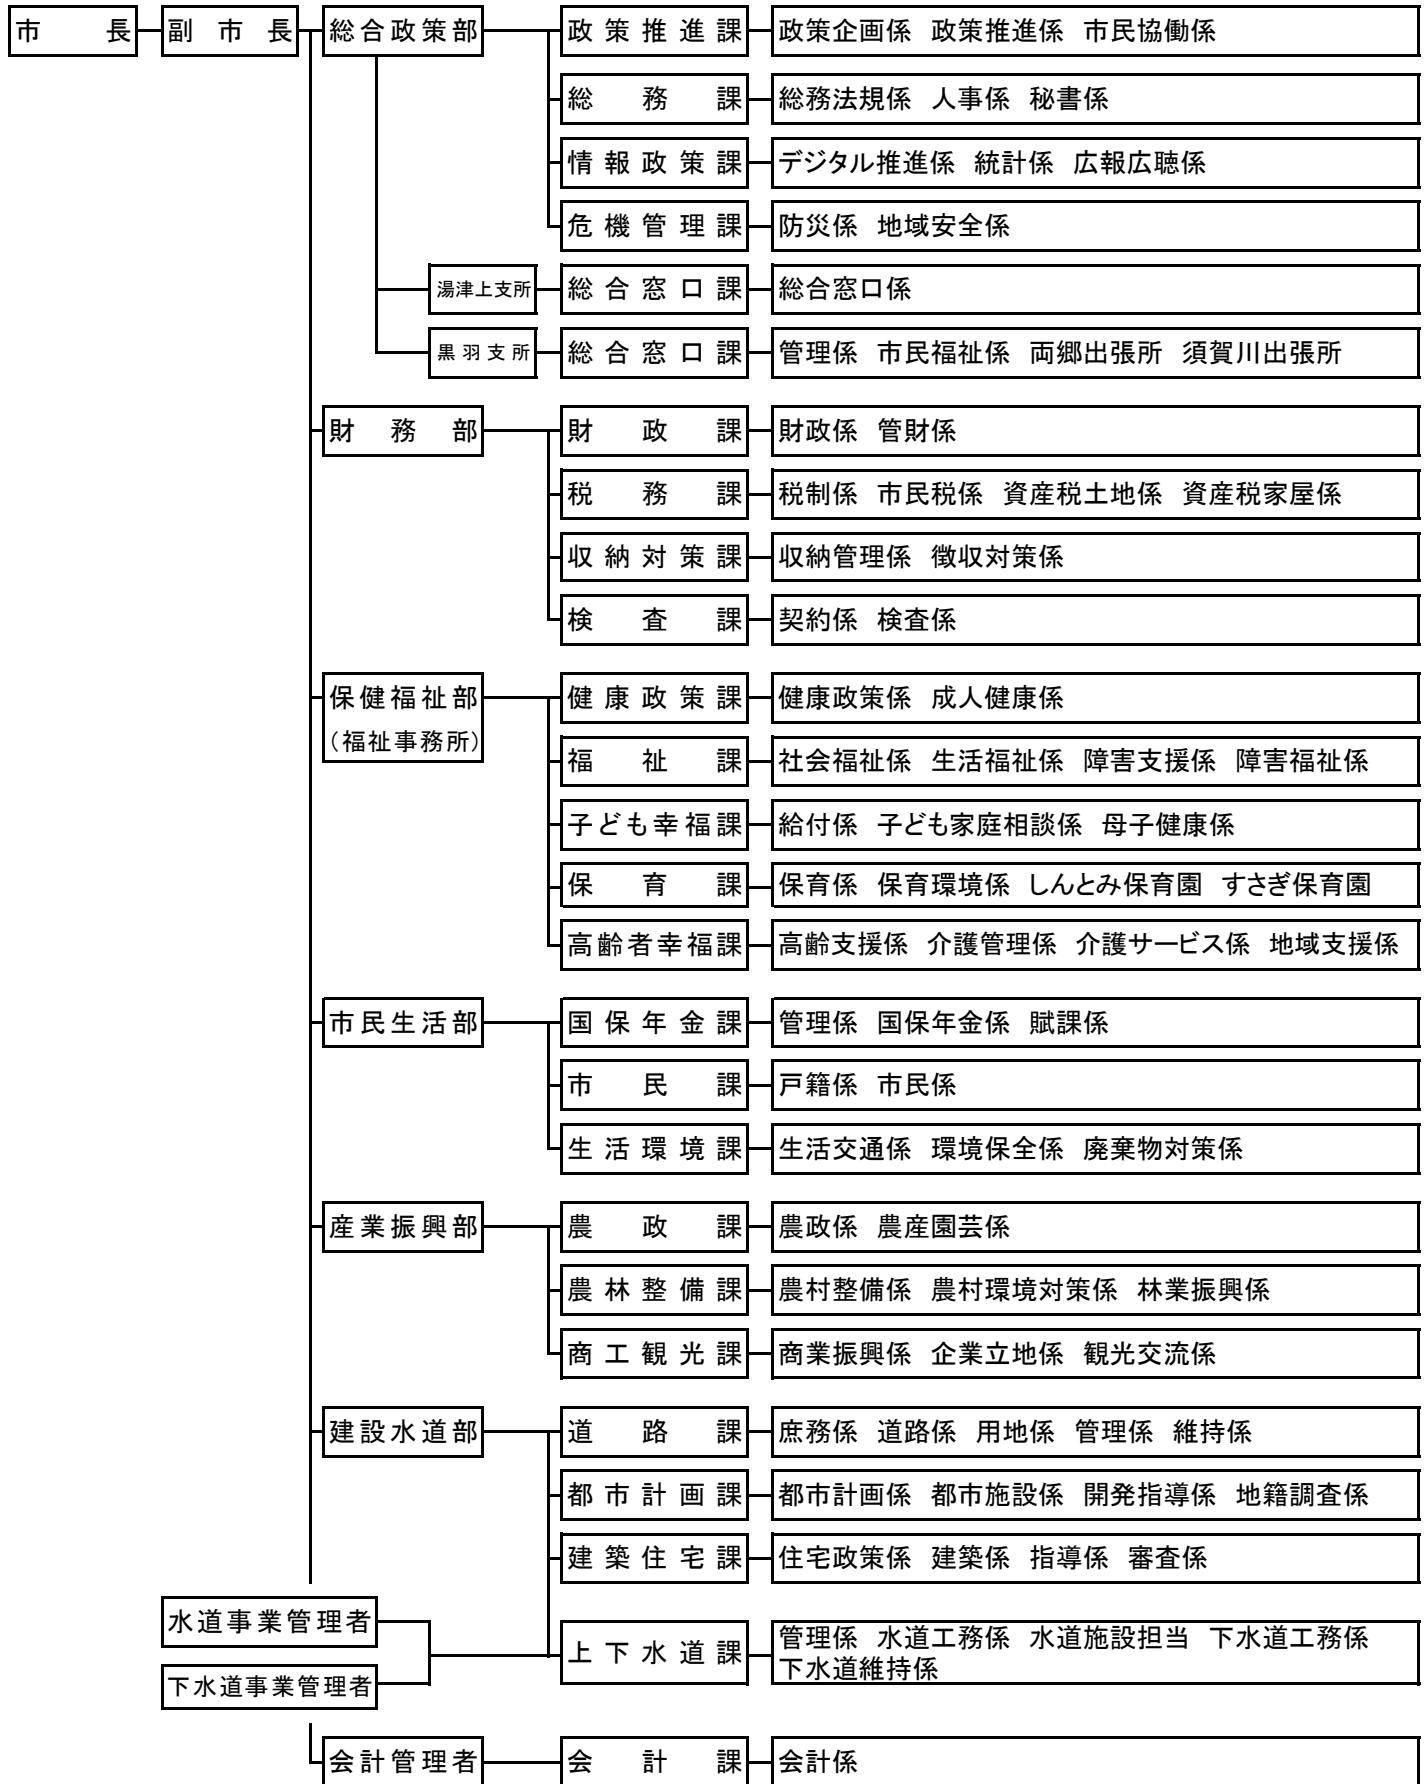 市長 副市長 総合政策部 政策推進課 政策企画係 政策推進係 市民協働係
総務課 総務法規係 人事係 秘書係
情報政策課 デジタル推進係 統計係 広報広聴係
危機管理課 防災係 地域安全係
湯津上支所 総合窓口課 総合窓口係
黒羽支所 総合窓口課 管理係 市民福祉係 両郷出張所 須賀川出張所
財務部 財政課 財政係 管財係
税務課 税制係 市民税係 資産税土地係 資産税家屋係
収納対策課 収納管理係 徴収対策係
検査課 契約係 検査係
保健福祉部 健康政策課 健康政策係 成人健康係
(福祉事務所)
福祉課 社会福祉係 生活福祉係 障害支援係 障害福祉係
子ども幸福課 給付係 子ども家庭相談係 母子健康係
保育課 保育係 保育環境係 しんとみ保育園 すさぎ保育園
高齢者幸福課 高齢支援係 介護管理係 介護サービス係 地域支援係
市民生活部 国保年金課 管理係 国保年金係 賦課係
市民課 戸籍係 市民係
生活環境課 生活交通係 環境保全係 廃棄物対策係
産業振興部 農政課 農政係 農産園芸係
農林整備課 農村整備係 農村環境対策係 林業振興係
商工観光課 商業振興係 企業立地係 観光交流係
建設水道部 道路課 庶務係 道路係 用地係 管理係 維持係
都市計画課 都市計画係 都市施設係 開発指導係 地籍調査係
建築住宅課 住宅政策係 建築係 指導係 審査係
水道事業管理者
下水道事業管理者
上下水道課 管理係 水道工務係 水道施設担当 下水道工務係
下水道維持係
会計管理者 会計課 会計係